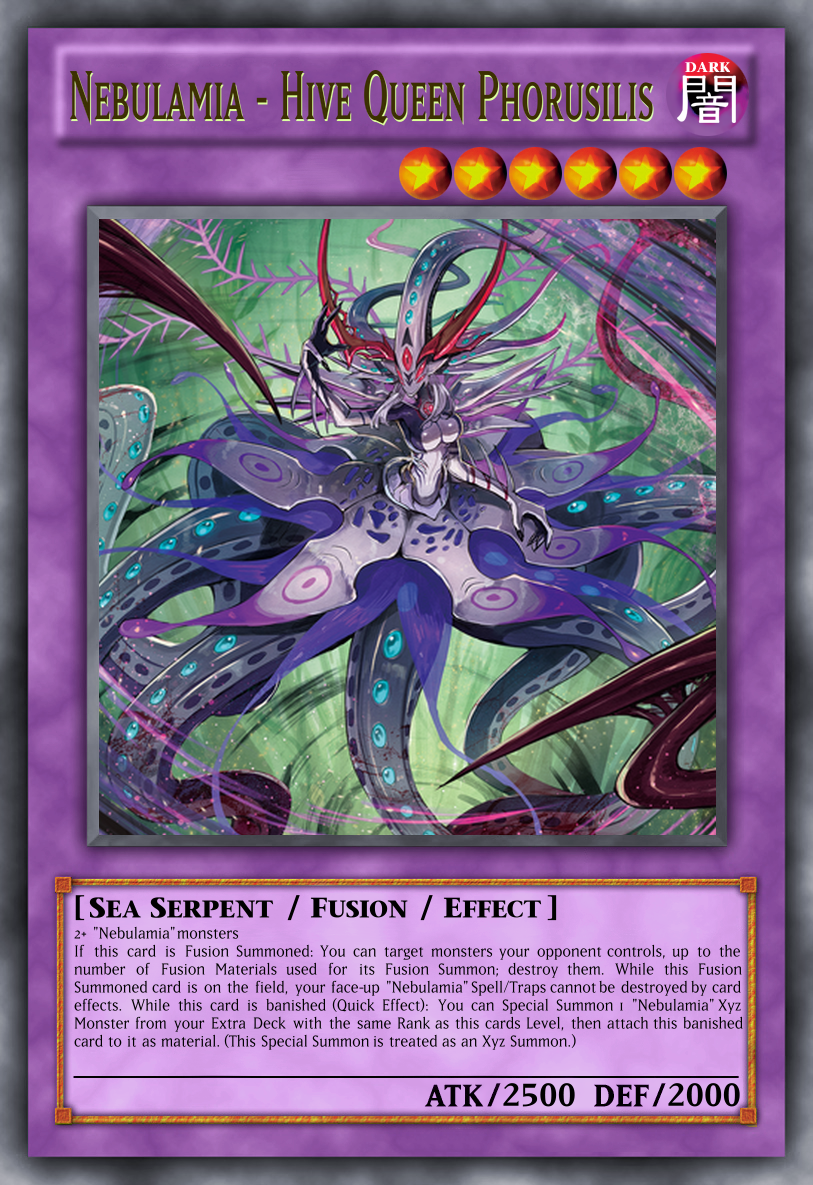 Nebulamia - Hive Queen Phorusilis
DARK
闇
[ Sea Serpent / Fusion / Effect ]
2+ "Nebulamia" monsters
If this card is Fusion Summoned: You can target monsters your opponent controls, up to the
number of Fusion Materials used for its Fusion Summon; destroy them. While this Fusion
Summoned card is on the field, your face-up "Nebulamia" Spell/Traps cannot be destroyed by card
effects. While this card is banished (Quick Effect): You can Special Summon 1 "Nebulamia" Xyz
Monster from your Extra Deck with the same Rank as this cards Level, then attach this banished
card to it as material. (This Special Summon is treated as an Xyz Summon.)
ATK/2500 DEF/2000